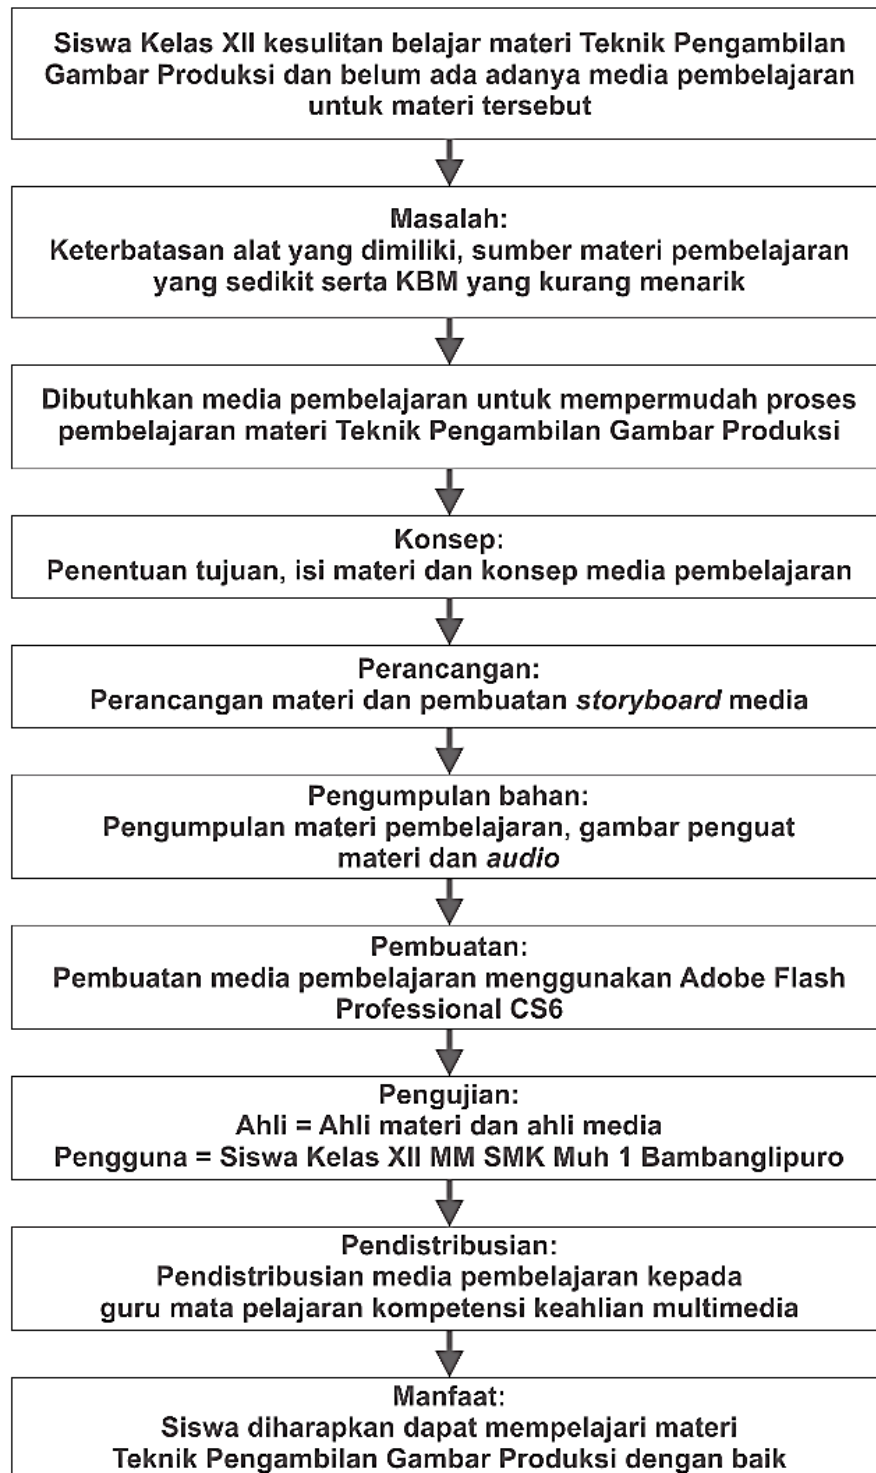 Siswa Kelas XII kesulitan belajar materi Teknik Pengambilan
Gambar Produksi dan belum ada adanya media pembelajaran
untuk materi tersebut
Masalah:
Keterbatasan alat yang dimiliki, sumber materi pembelajaran
yang sedikit serta KBM yang kurang menarik
Dibutuhkan media pembelajaran untuk mempermudah proses
pembelajaran materi Teknik Pengambilan Gambar Produksi
Konsep:
Penentuan tujuan, isi materi dan konsep media pembelajaran
Perancangan:
Perancangan materi dan pembuatan storyboard media
Pengumpulan bahan:
Pengumpulan materi pembelajaran, gambar penguat
materi dan audio
Pembuatan:
Pembuatan media pembelajaran menggunakan Adobe Flash
Professional CS6
Pengujian:
Ahli = Ahli materi dan ahli media
Pengguna = Siswa Kelas XII MM SMK Muh 1 Bambanglipuro
Pendistribusian:
Pendistribusian media pembelajaran kepada
guru mata pelajaran kompetensi keahlian multimedia
Manfaat:
Siswa diharapkan dapat mempelajari materi
Teknik Pengambilan Gambar Produksi dengan baik